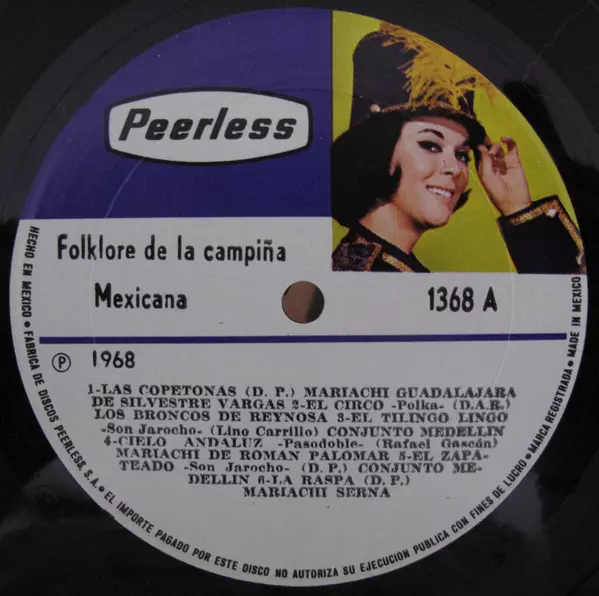 Peerless
Folklore de la campiña
Mexicana
1368 A
℗ 1968
1-LAS COPETONAS (D. P.) MARIACHI GUADALAJARA
DE SILVESTRE VARGAS 2-EL CIRCO -Polka- (D.A.R.)
LOS BRONCOS DE REYNOSA 3-EL TILINGO LINGO
-Son Jarocho- (Lino Carrillo) CONJUNTO MEDELLIN
4-CIELO ANDALUZ -Pasodoble- (Rafael Gascón)
MARIACHI DE ROMAN PALOMAR 5-EL ZAPA-
TEADO -Son Jarocho- (D. P.) CONJUNTO ME-
DELLIN 6-LA RASPA (D. P.)
MARIACHI SERNA
HECHO EN MEXICO • FABRICA DE DISCOS PEERLESS, S.A. • EL IMPORTE PAGADO POR ESTE DISCO NO AUTORIZA SU EJECUCION PUBLICA CON FINES DE LUCRO • MARCA REGISTRADA • MADE IN MEXICO